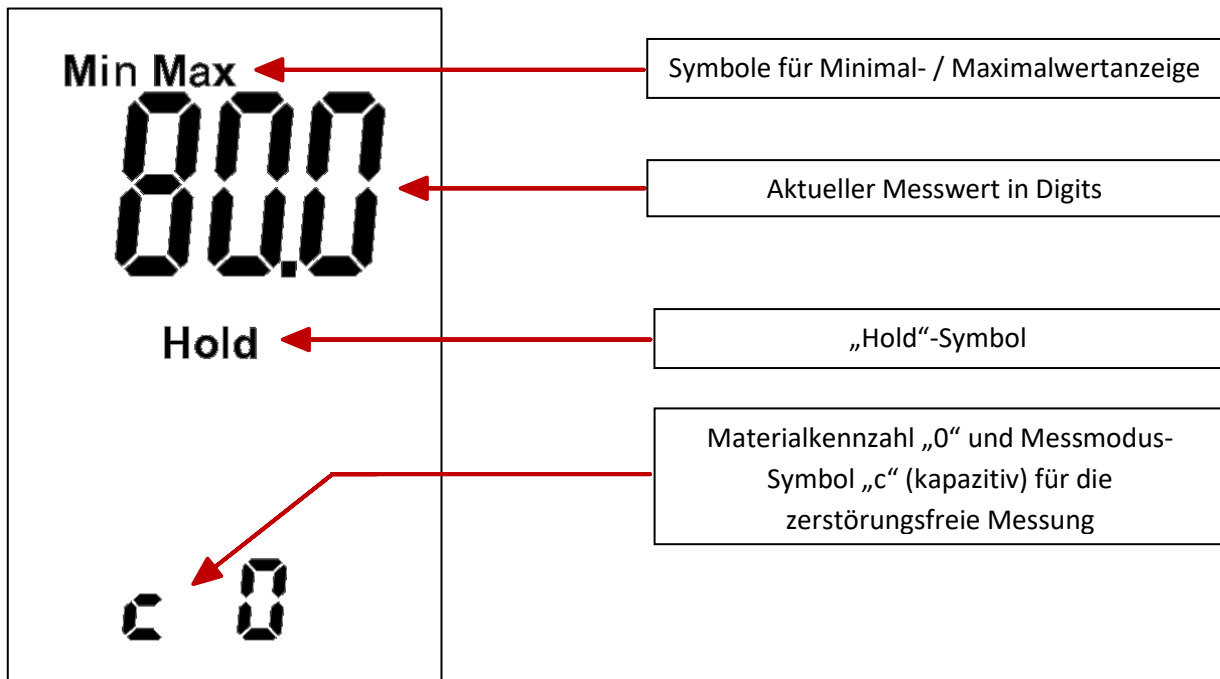 Min Max
80.0
Hold
c 0
Symbole für Minimal- / Maximalwertanzeige
Aktueller Messwert in Digits
„Hold“-Symbol
Materialkennzahl „0“ und Messmodus-
Symbol „c“ (kapazitiv) für die
zerstörungsfreie Messung